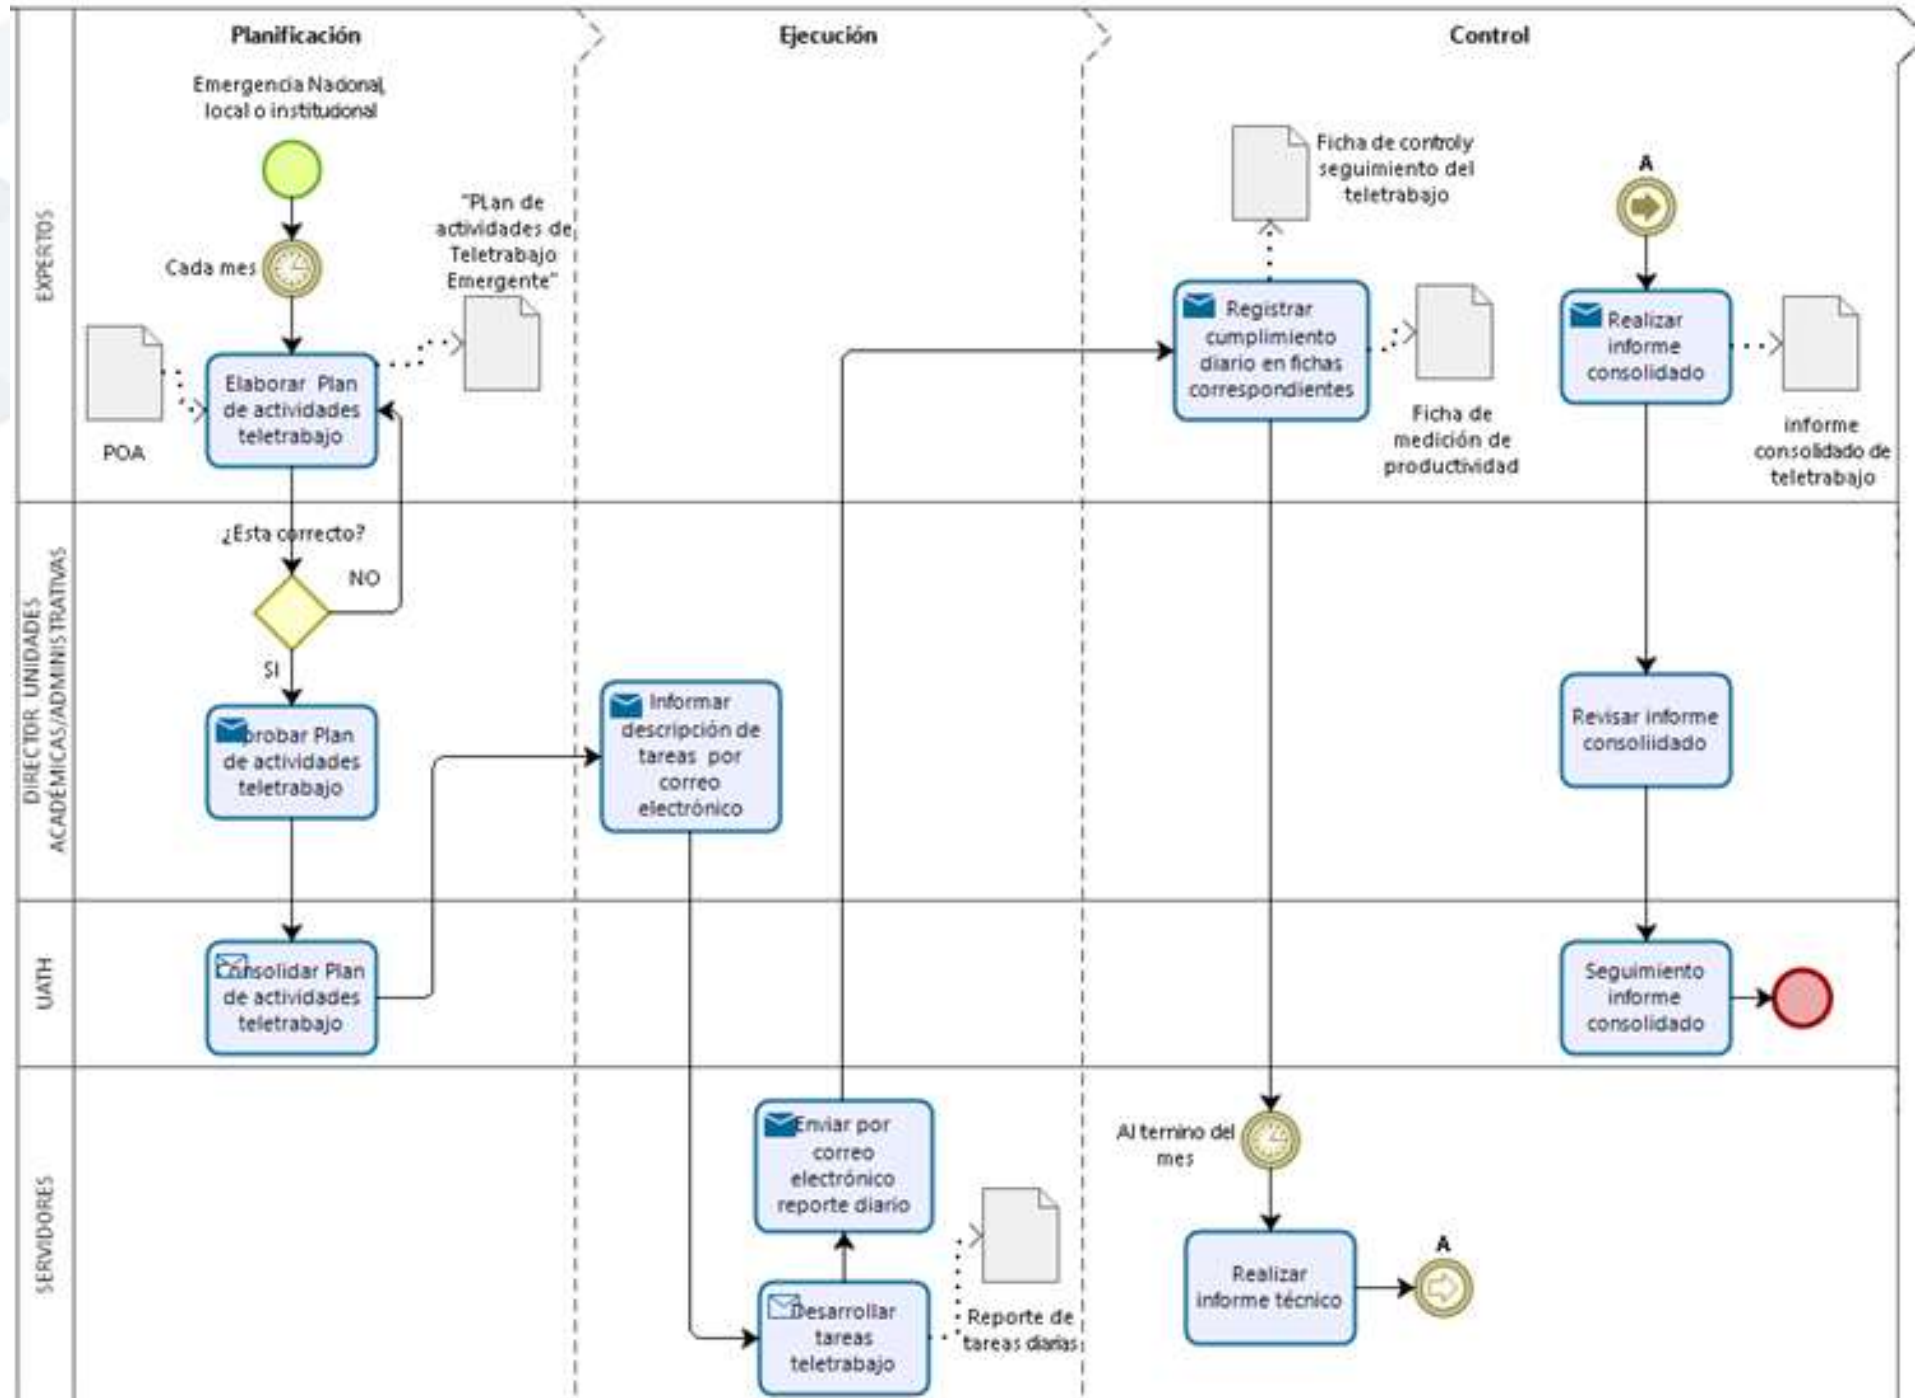 Planificación
Ejecución
Control
EXPERTOS
Emergencia Nacional,
local o institucional
Cada mes
"PLan de
actividades de
Teletrabajo
Emergente"
POA
Elaborar Plan
de actividades
teletrabajo
Ficha de control y
seguimiento del
teletrabajo
Registrar
cumplimiento
diario en fichas
correspondientes
Ficha de
medición de
productividad
A
Realizar
informe
consolidado
informe
consolidado de
teletrabajo
DIRECTOR UNIDADES
ACADÉMICAS/ADMINISTRATIVAS
¿Esta correcto?
NO
SI
probar Plan
de actividades
teletrabajo
Informar
descripción de
tareas por
correo
electrónico
Revisar informe
consoliidado
UATH
Consolidar Plan
de actividades
teletrabajo
Seguimiento
informe
consolidado
SERVIDORES
Enviar por
correo
electrónico
reporte diario
Desarrollar
tareas
teletrabajo
Reporte de
tareas diarias
Al ternino del
mes
Realizar
informe técnico
A